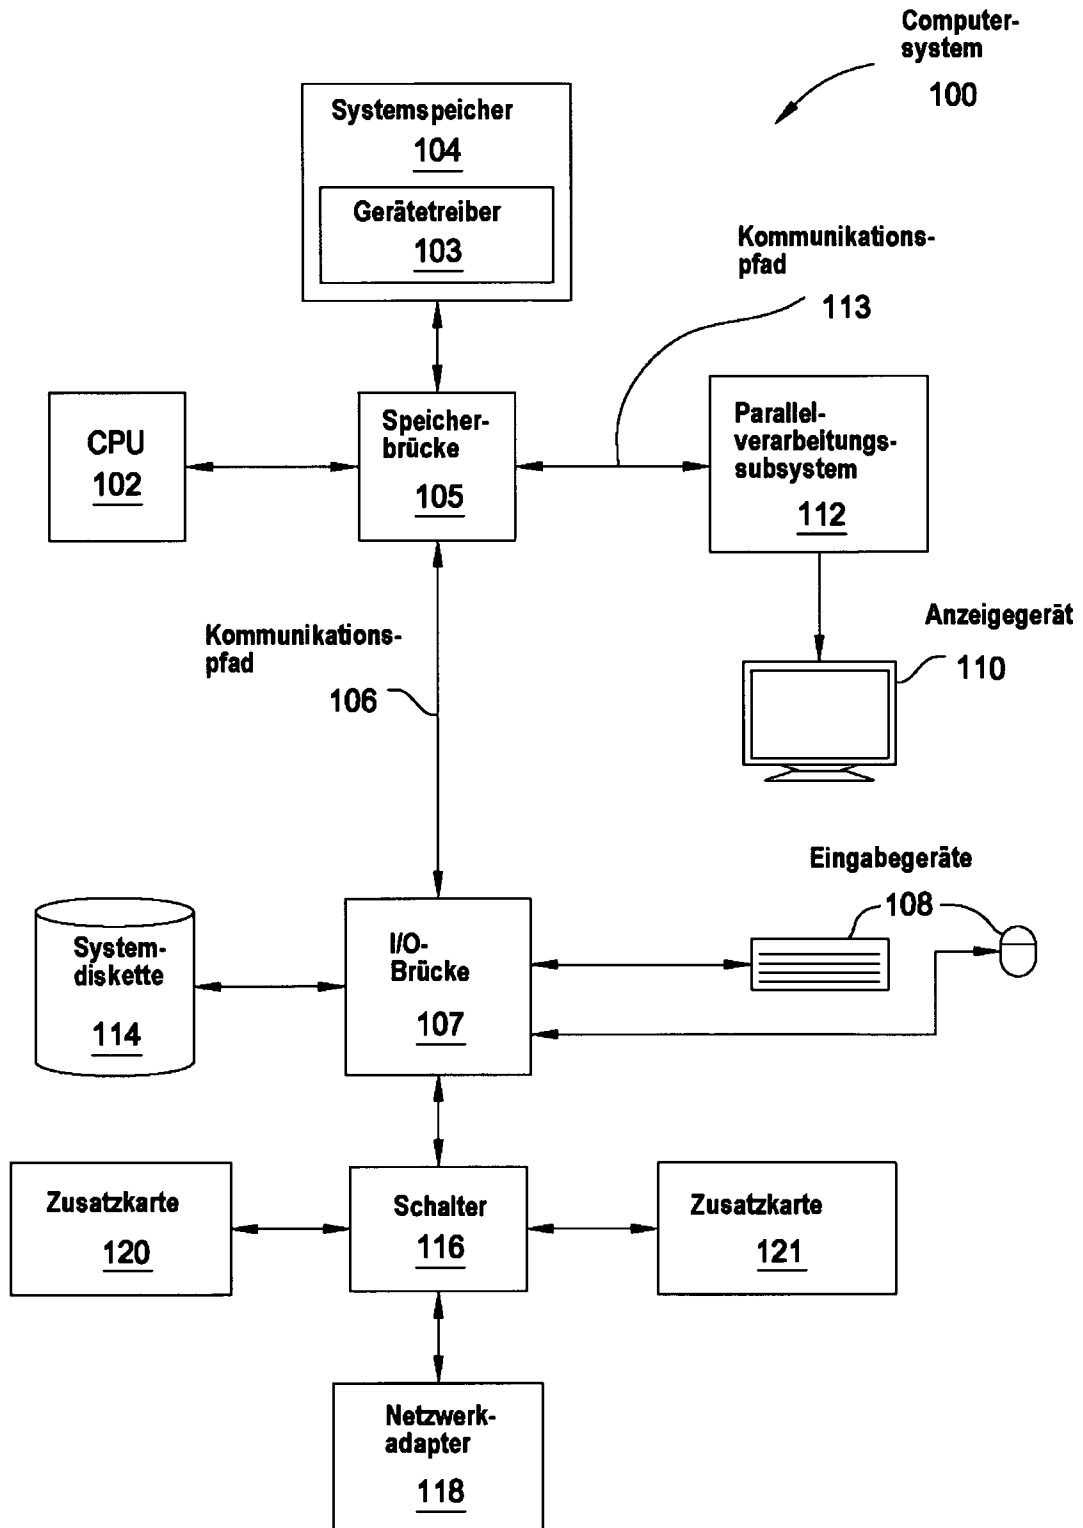 Computer-
system
100
Systemspeicher
104
Gerätetreiber
103
Kommunikations-
pfad
113
CPU
102
Speicher-
brücke
105
Parallel-
verarbeitungs-
subsystem
112
Kommunikations-
pfad
106
Anzeigegerät
110
Eingabegeräte
108
System-
diskette
114
I/O-
Brücke
107
Zusatzkarte
120
Schalter
116
Zusatzkarte
121
Netzwerk-
adapter
118